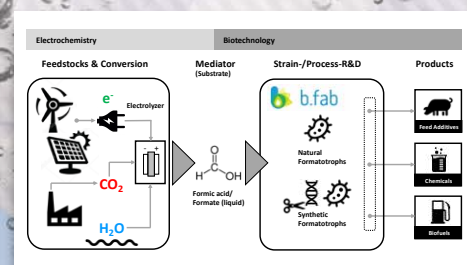 Electrochemistry
Biotechnology
Feedstocks & Conversion
Mediator
(Substrate)
Strain-/Process-R&D
Products
e⁻
Electrolyzer
- +
CO₂
H₂O
O
H OH
Formic acid/
Formate (liquid)
b.fab
Natural
Formatotrophs
Synthetic
Formatotrophs
Feed Additives
Chemicals
Biofuels